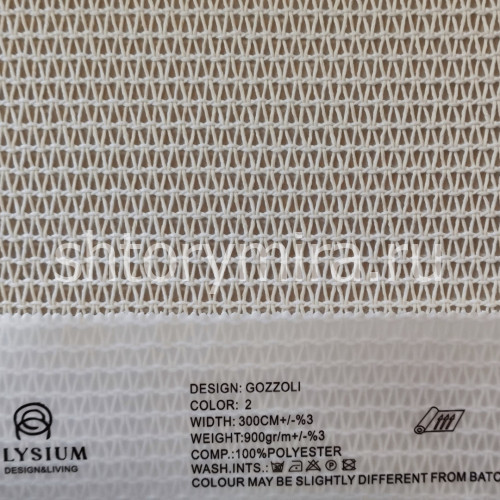 shtorymira.ru
LYSIUM
DESIGN&LIVING
DESIGN: GOZZOLI
COLOR: 2
WIDTH: 300CM+/-%3
WEIGHT:900gr/m+/-%3
COMP.:100%POLYESTER
WASH.INTS.:
COLOUR MAY BE SLIGHTLY DIFFERENT FROM BATC